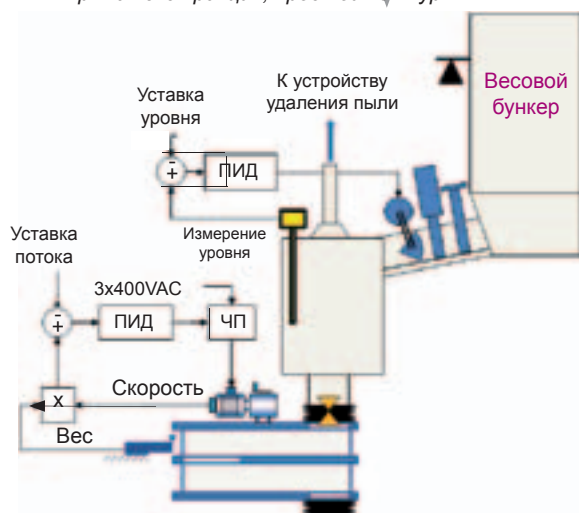 К устройству
удаления пыли
Весовой
бункер
Уставка
уровня
-
+
ПИД
Измерение
уровня
Уставка
потока
3x400VAC
-
+
ПИД
ЧП
Скорость
x
Вес